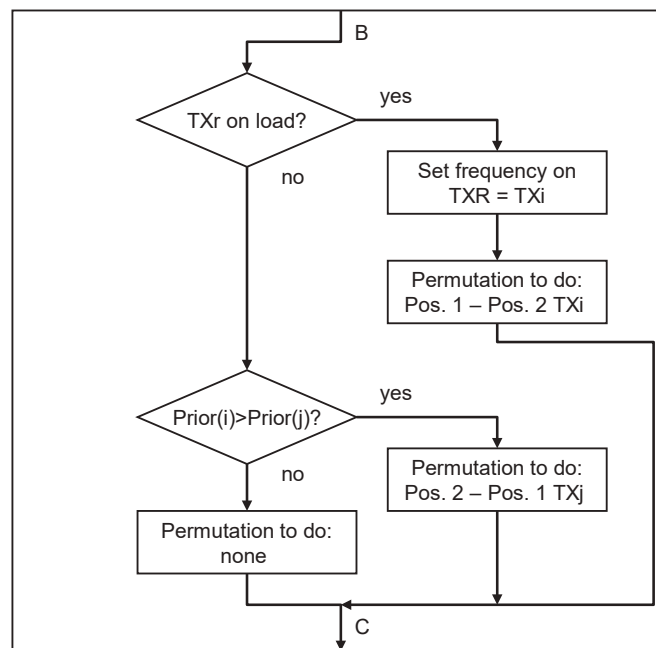 B
TXr on load?
yes
Set frequency on
TXR = TXi
no
Permutation to do:
Pos. 1 – Pos. 2 TXi
Prior(i)>Prior(j)?
yes
Permutation to do:
Pos. 2 – Pos. 1 TXj
no
Permutation to do:
none
C